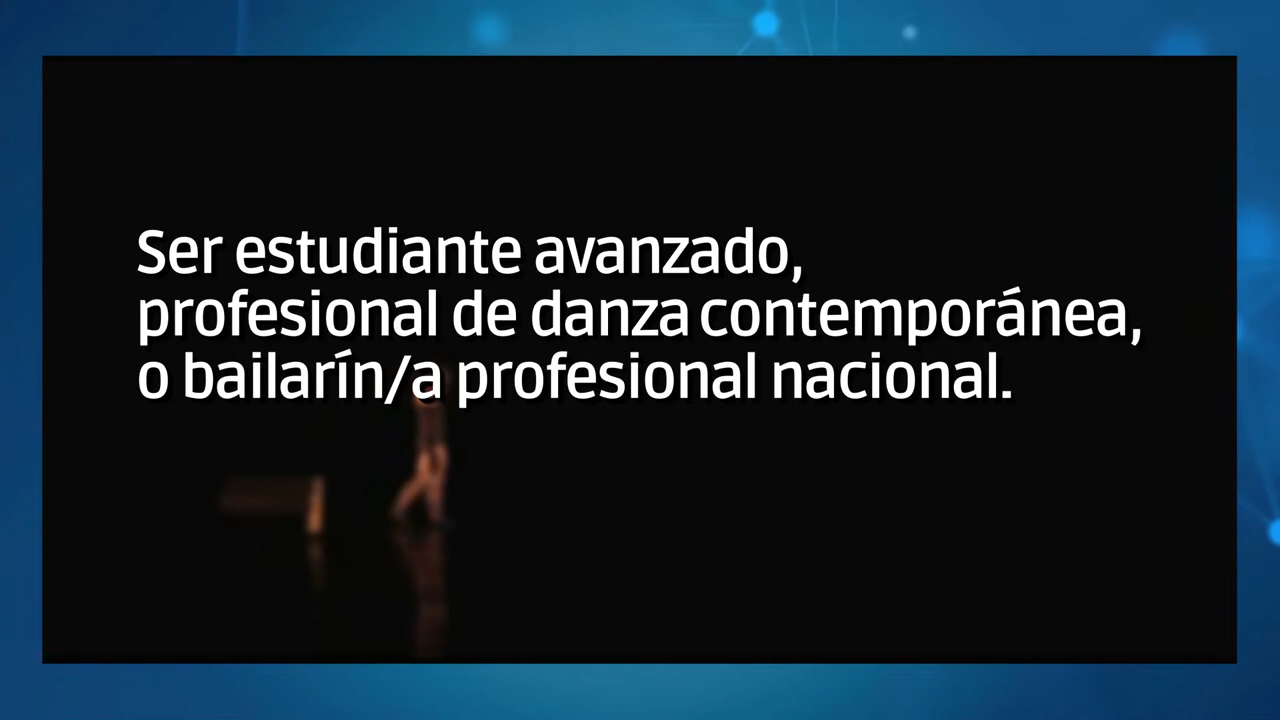 Ser estudiante avanzado,
profesional de danza contemporánea,
o bailarín/a profesional nacional.